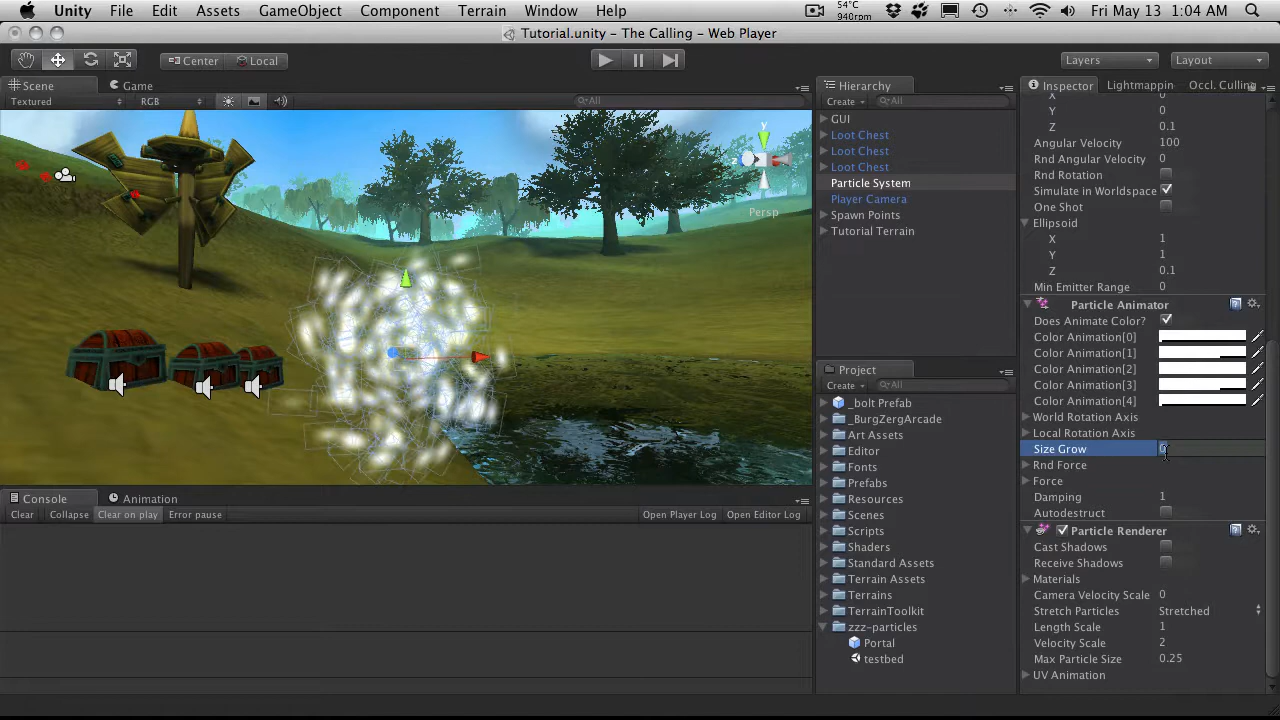 Unity File Edit Assets GameObject Component Terrain Window Help 54°C 940rpm Fri May 13 1:04 AM
Tutorial.unity - The Calling - Web Player
Center Local Layers Layout
Scene Game Hierarchy Inspector Lightmappin Occl. Culling
Textured RGB All Create All
X 0
GUI Y 0
Z 0.1
Loot Chest Angular Velocity 100
Loot Chest Rnd Angular Velocity 0
Loot Chest Rnd Rotation
Particle System Simulate in Worldspace
Player Camera One Shot
Spawn Points Ellipsoid
Tutorial Terrain X 1
y
Persp
Y 1
Z 0.1
Min Emitter Range 0
Particle Animator
Does Animate Color?
Color Animation[0]
Color Animation[1]
Color Animation[2]
Color Animation[3]
Color Animation[4]
World Rotation Axis
Local Rotation Axis
Size Grow 0
Rnd Force
Force
Damping 1
Autodestruct
Particle Renderer
Cast Shadows
Receive Shadows
Materials
Camera Velocity Scale 0
Stretch Particles Stretched
Length Scale 1
Velocity Scale 2
Max Particle Size 0.25
UV Animation
Project
Create All
_bolt Prefab
_BurgZergArcade
Art Assets
Editor
Fonts
Prefabs
Resources
Scenes
Scripts
Shaders
Standard Assets
Terrain Assets
Terrains
TerrainToolkit
zzz-particles
Portal
testbed
Console Animation
Clear Collapse Clear on play Error pause Open Player Log Open Editor Log